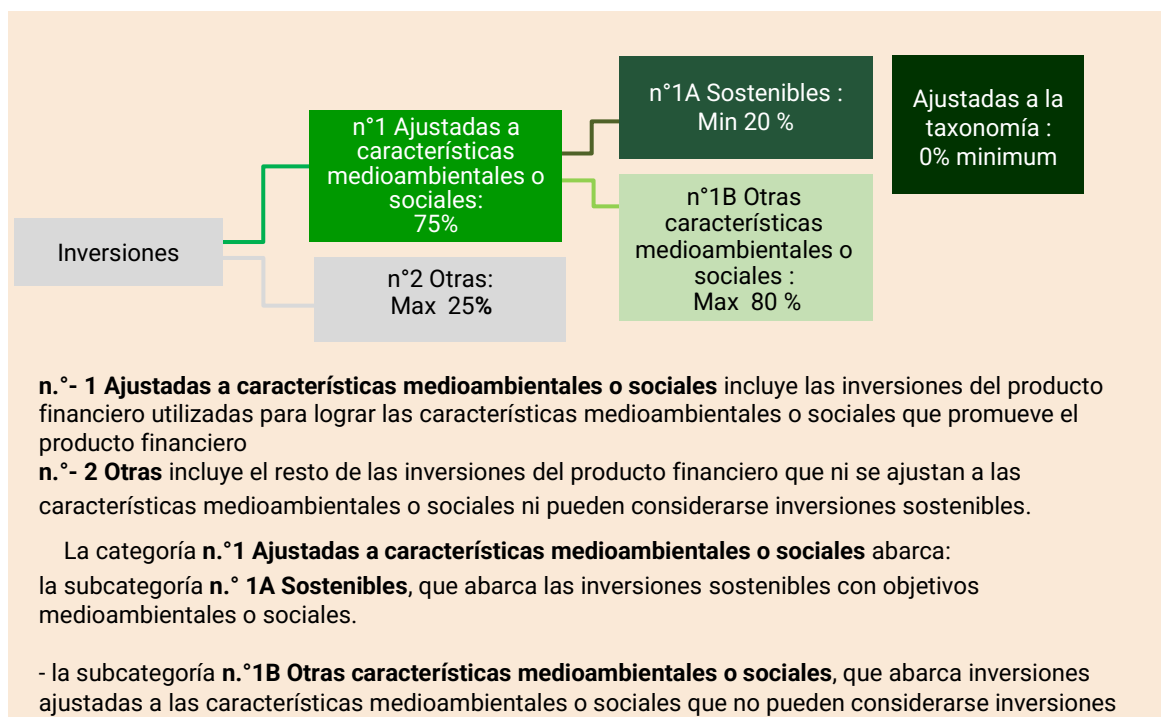 Inversiones
n°1 Ajustadas a
características
medioambientales o
sociales:
75%
n°2 Otras:
Max 25%
n°1A Sostenibles :
Min 20 %
n°1B Otras
características
medioambientales o
sociales :
Max 80 %
Ajustadas a la
taxonomía :
0% minimum
n.°- 1 Ajustadas a características medioambientales o sociales incluye las inversiones del producto
financiero utilizadas para lograr las características medioambientales o sociales que promueve el
producto financiero
n.°- 2 Otras incluye el resto de las inversiones del producto financiero que ni se ajustan a las
características medioambientales o sociales ni pueden considerarse inversiones sostenibles.
La categoría n.°1 Ajustadas a características medioambientales o sociales abarca:
la subcategoría n.° 1A Sostenibles, que abarca las inversiones sostenibles con objetivos
medioambientales o sociales.
- la subcategoría n.°1B Otras características medioambientales o sociales, que abarca inversiones
ajustadas a las características medioambientales o sociales que no pueden considerarse inversiones